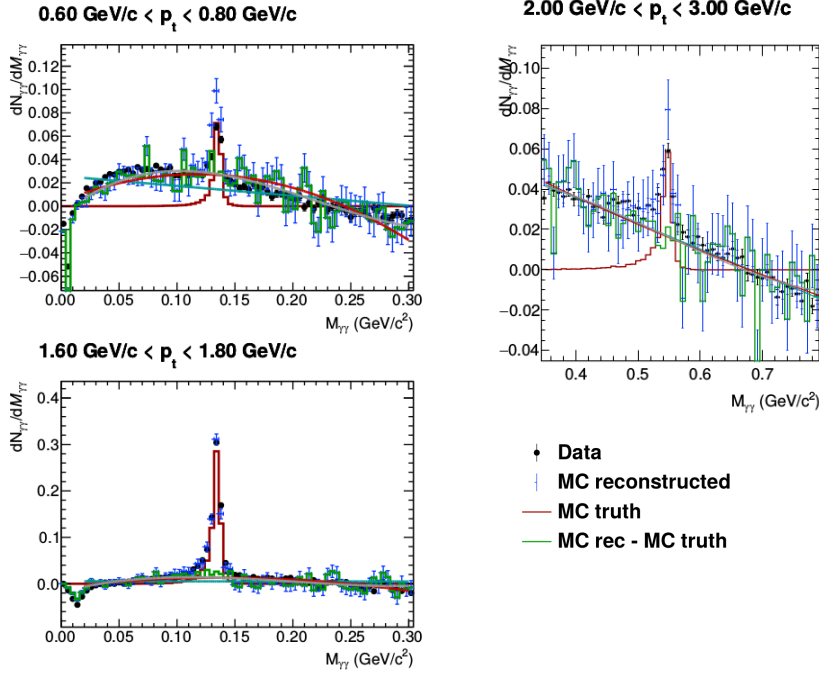 0.60 GeV/c < pt < 0.80 GeV/c
dNγγ/dMγγ
0.12
0.10
0.08
0.06
0.04
0.02
0.00
−0.02
−0.04
−0.06
0.00 0.05 0.10 0.15 0.20 0.25 0.30
Mγγ (GeV/c²)
1.60 GeV/c < pt < 1.80 GeV/c
dNγγ/dMγγ
0.4
0.3
0.2
0.1
0.0
0.00 0.05 0.10 0.15 0.20 0.25 0.30
Mγγ (GeV/c²)
2.00 GeV/c < pt < 3.00 GeV/c
dNγγ/dMγγ
0.10
0.08
0.06
0.04
0.02
0.00
−0.02
−0.04
0.4 0.5 0.6 0.7
Mγγ (GeV/c²)
Data
MC reconstructed
MC truth
MC rec - MC truth